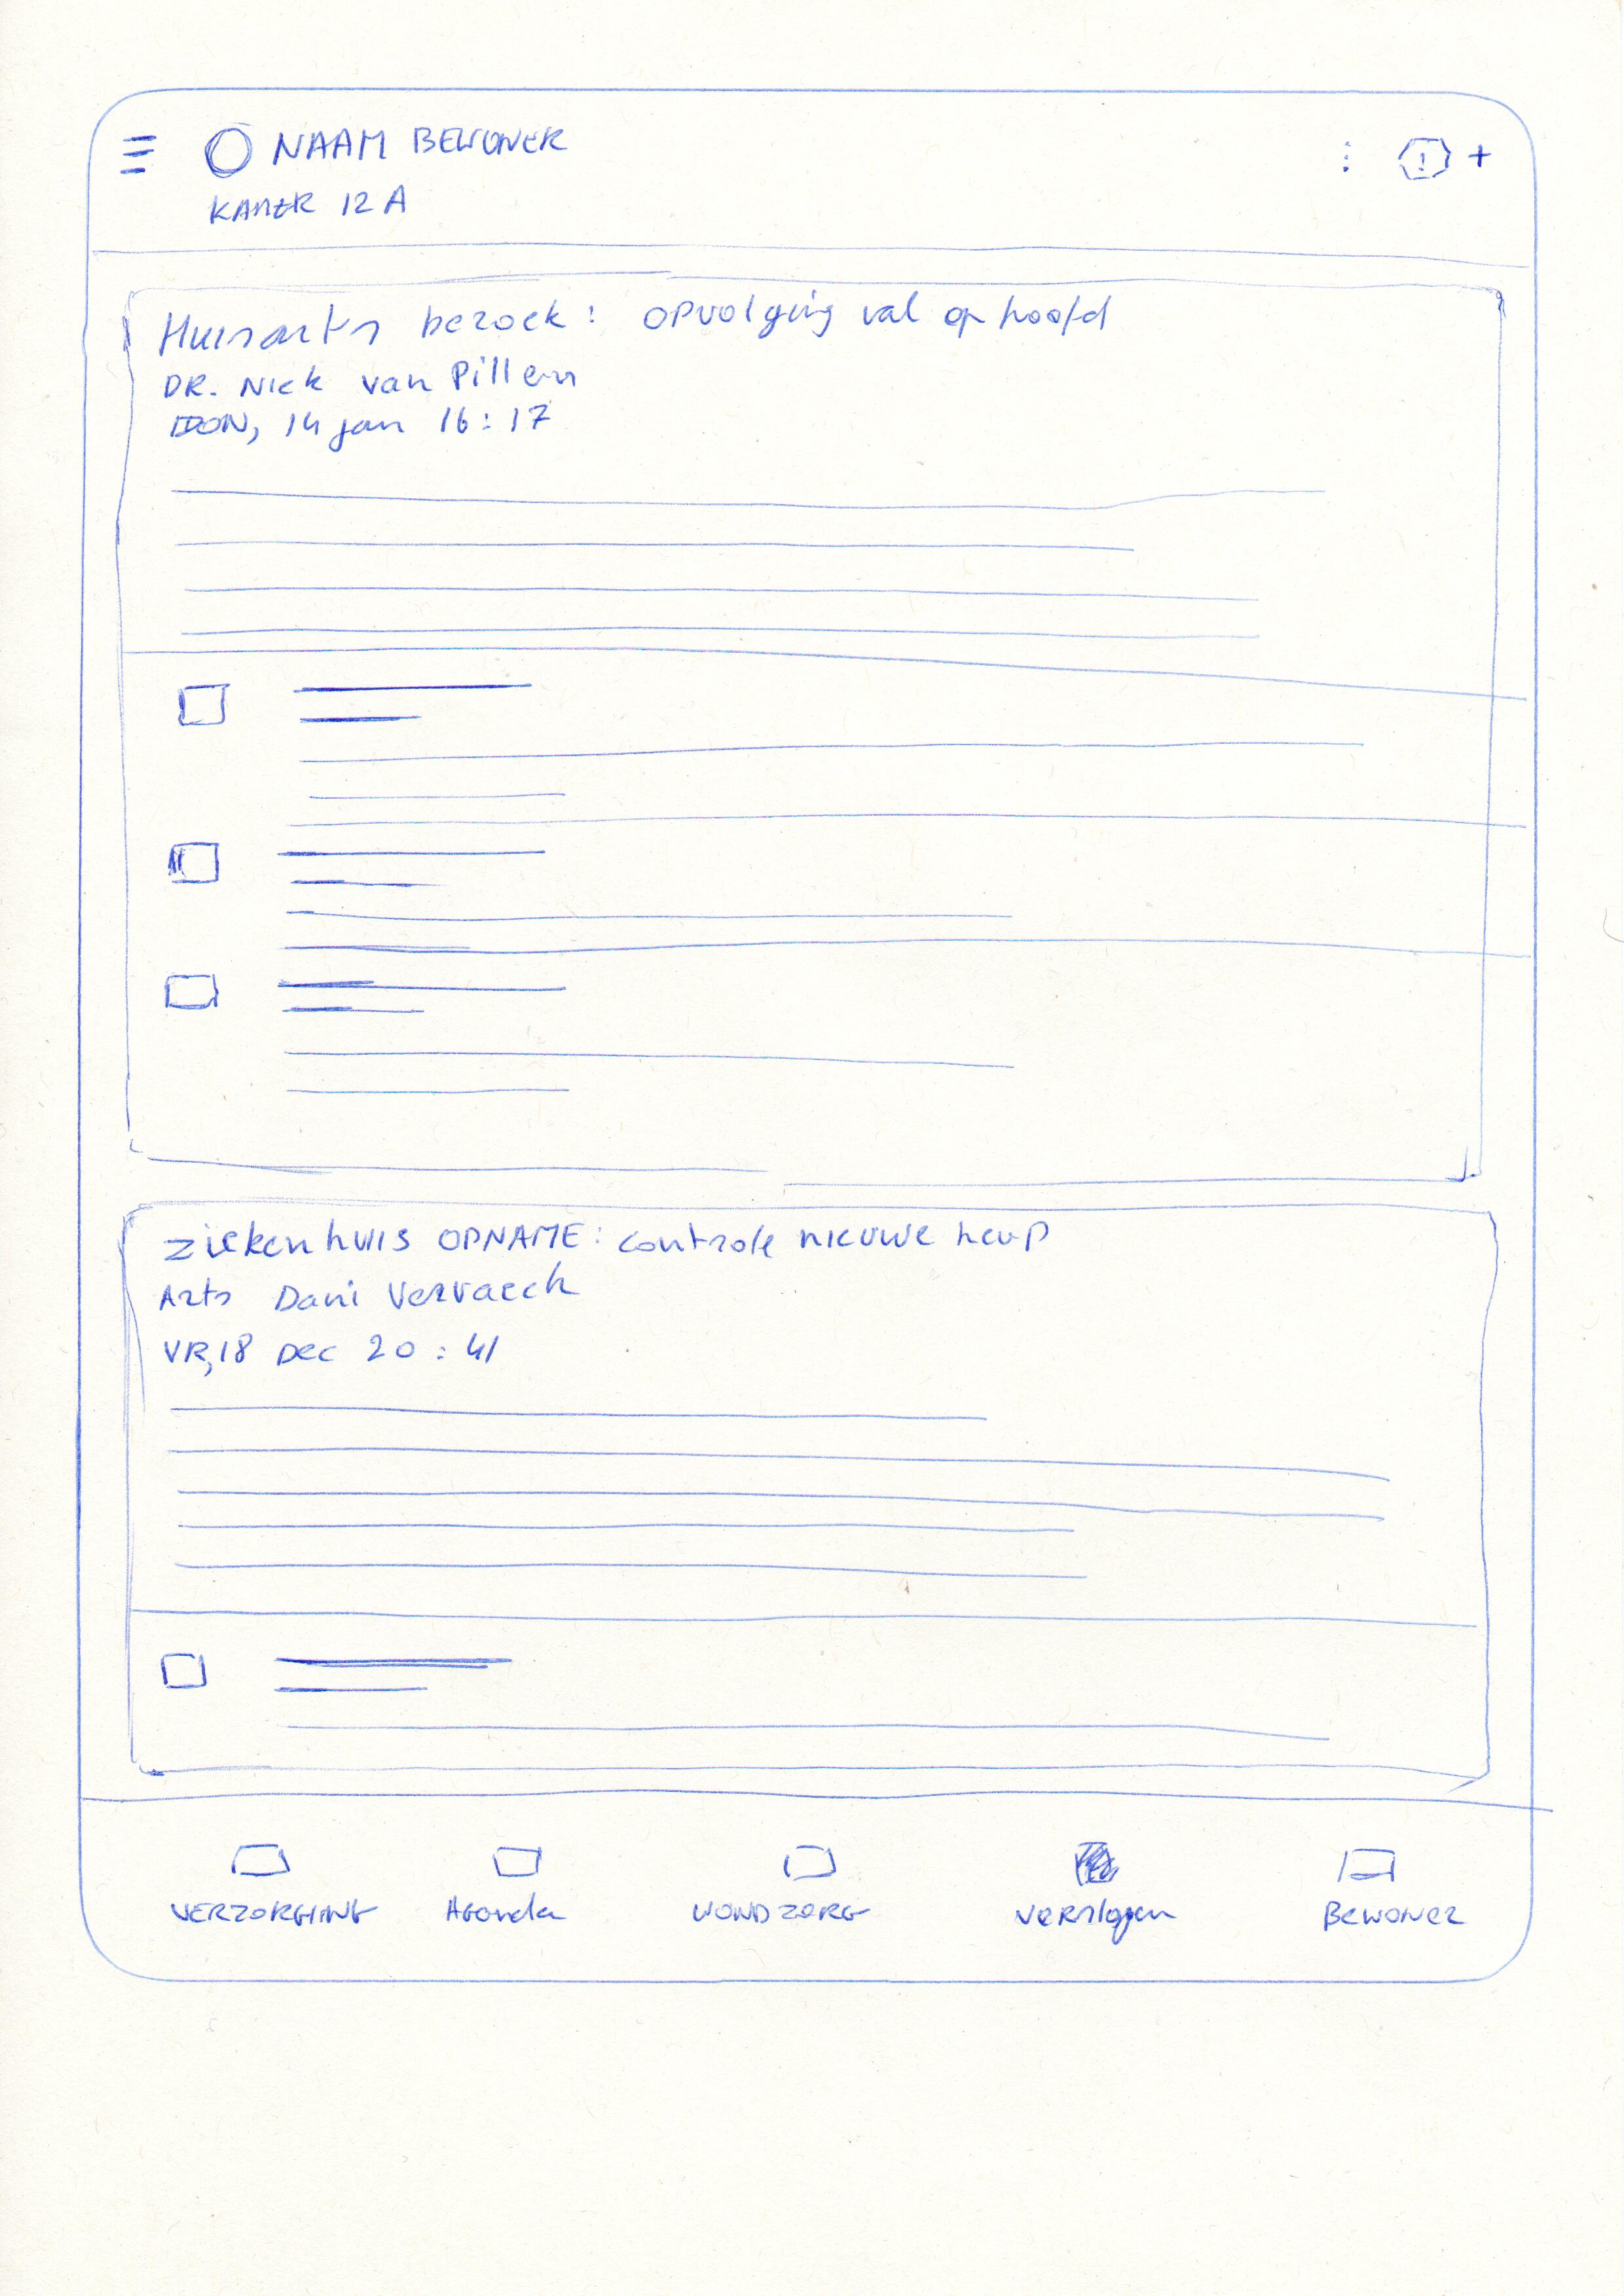 NAAM BEWONER
KAMER 12 A
Huisarts bezoek: opvolging val op hoofd
DR. Niek van Pillem
DON, 14 jan 16:17
Ziekenhuis OPNAME: controle nieuwe heup
Arts Dani Vervaeck
VR, 18 Dec 20:41
VERZORGING
Agenda
WONDZORG
Verslagen
Bewoner